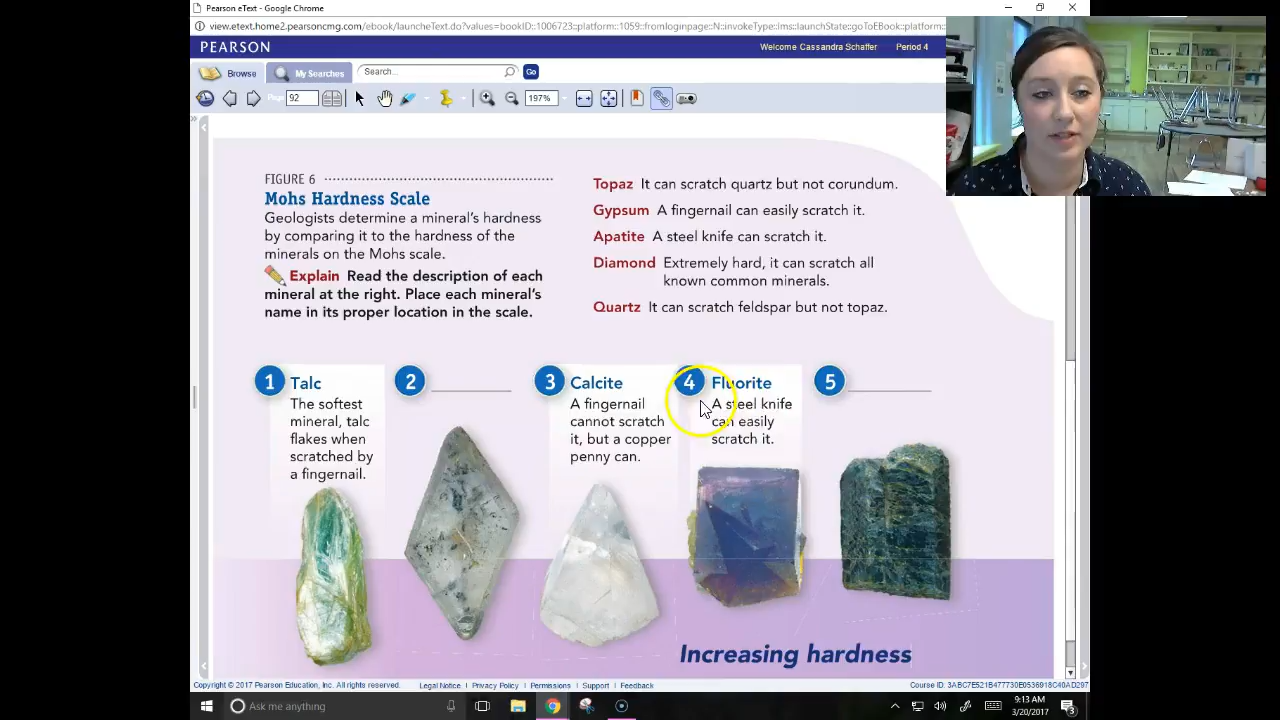 Pearson eText - Google Chrome
view.etext.home2.pearsoncmg.com/ebook/launcheText.do?values=bookID::1006723::platform::1059::fromloginpage::N::invokeType::ims::launchState::goToEBook::platform::
PEARSON
Welcome Cassandra Schaffer Period 4
Browse My Searches Search... Go
Page 92 197%
FIGURE 6
Mohs Hardness Scale
Geologists determine a mineral's hardness
by comparing it to the hardness of the
minerals on the Mohs scale.
Explain Read the description of each
mineral at the right. Place each mineral's
name in its proper location in the scale.
Topaz It can scratch quartz but not corundum.
Gypsum A fingernail can easily scratch it.
Apatite A steel knife can scratch it.
Diamond Extremely hard, it can scratch all
known common minerals.
Quartz It can scratch feldspar but not topaz.
1 Talc
The softest
mineral, talc
flakes when
scratched by
a fingernail.
2
3 Calcite
A fingernail
cannot scratch
it, but a copper
penny can.
4 Fluorite
A steel knife
can easily
scratch it.
5
Increasing hardness
Copyright © 2017 Pearson Education, Inc. All rights reserved. Legal Notice | Privacy Policy | Permissions | Support | Feedback
Course ID: 3ABC7E521B477730E0536918C40AD297
Ask me anything
9:13 AM
3/20/2017
3